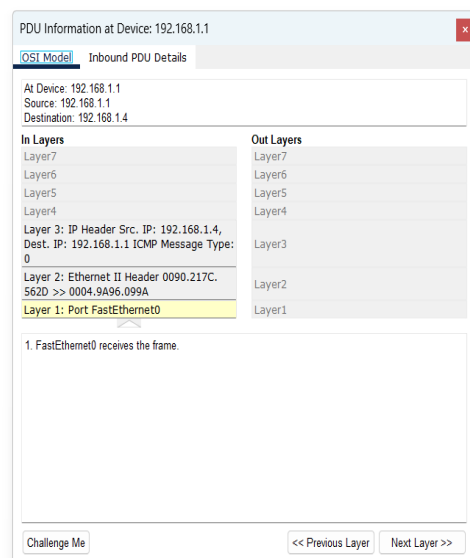 PDU Information at Device: 192.168.1.1
x
OSI Model Inbound PDU Details
At Device: 192.168.1.1
Source: 192.168.1.1
Destination: 192.168.1.4
In Layers Out Layers
Layer7 Layer7
Layer6 Layer6
Layer5 Layer5
Layer4 Layer4
Layer 3: IP Header Src. IP: 192.168.1.4,
Dest. IP: 192.168.1.1 ICMP Message Type: Layer3
0
Layer 2: Ethernet II Header 0090.217C.
562D >> 0004.9A96.099A Layer2
Layer 1: Port FastEthernet0 Layer1
1. FastEthernet0 receives the frame.
Challenge Me << Previous Layer Next Layer >>